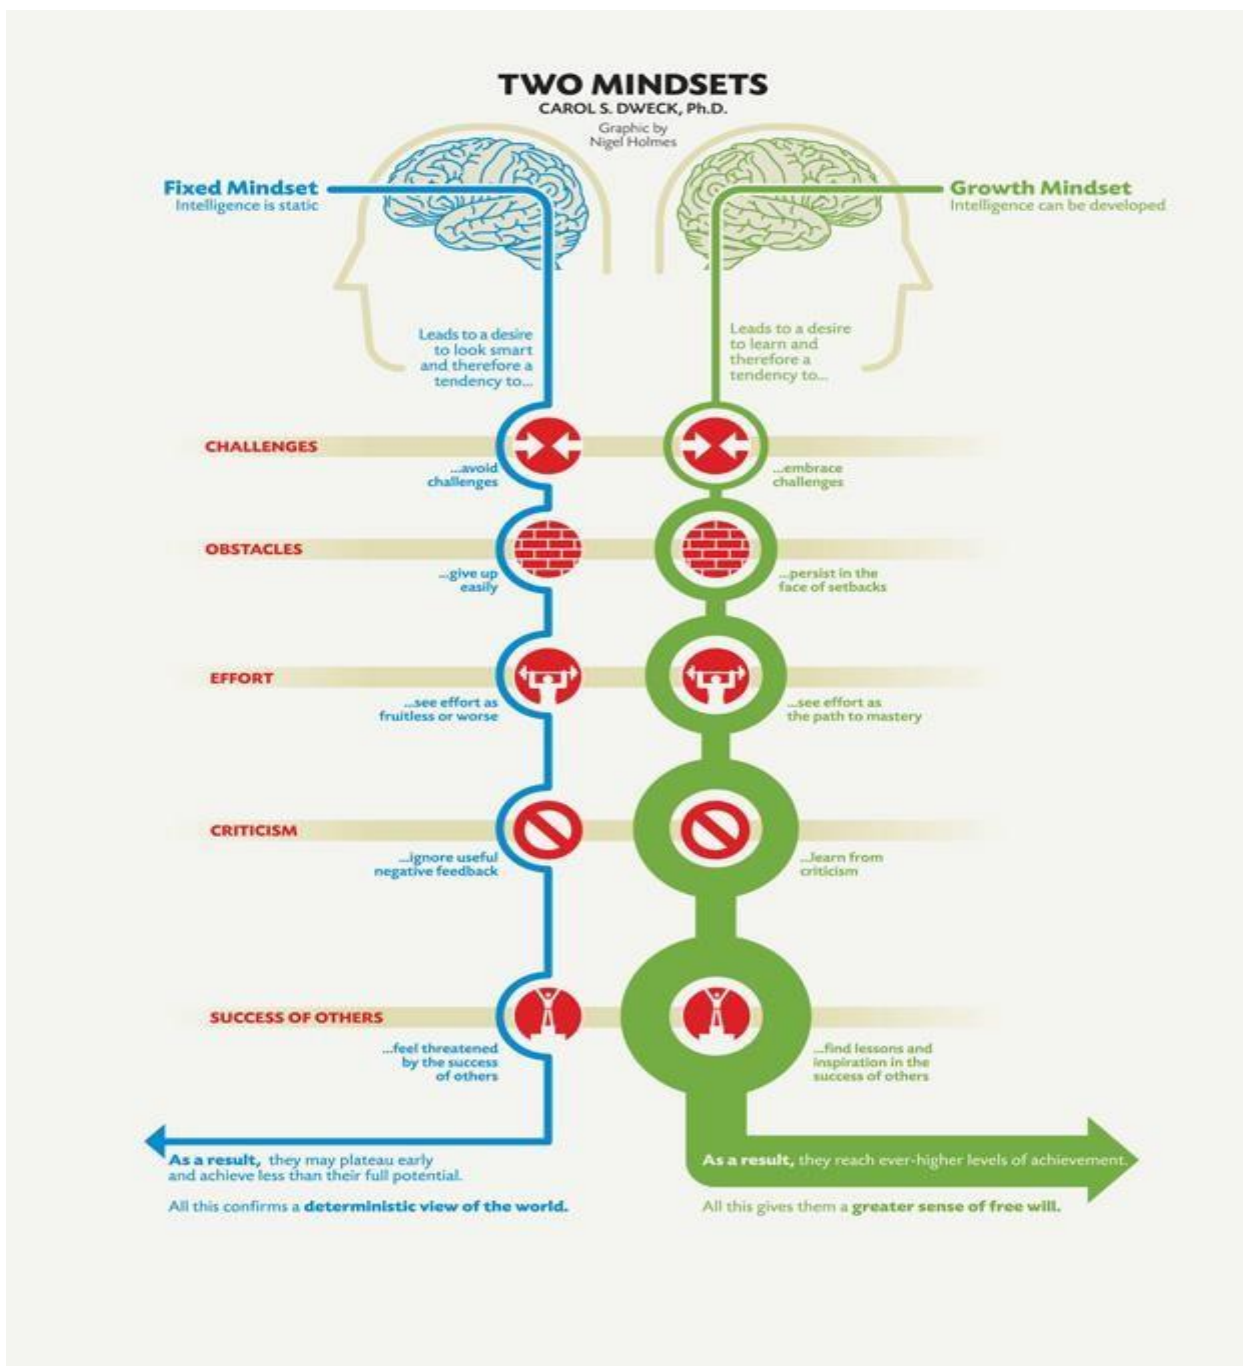 TWO MINDSETS
CAROL S. DWECK, Ph.D.
Graphic by
Nigel Holmes
Fixed Mindset
Intelligence is static
Growth Mindset
Intelligence can be developed
Leads to a desire
to look smart
and therefore a
tendency to...
Leads to a desire
to learn and
therefore a
tendency to...
CHALLENGES
...avoid
challenges
...embrace
challenges
OBSTACLES
...give up
easily
...persist in the
face of setbacks
EFFORT
...see effort as
fruitless or worse
...see effort as
the path to mastery
CRITICISM
...ignore useful
negative feedback
...learn from
criticism
SUCCESS OF OTHERS
...feel threatened
by the success
of others
...find lessons and
inspiration in the
success of others
As a result, they may plateau early
and achieve less than their full potential.
All this confirms a deterministic view of the world.
As a result, they reach ever-higher levels of achievement.
All this gives them a greater sense of free will.